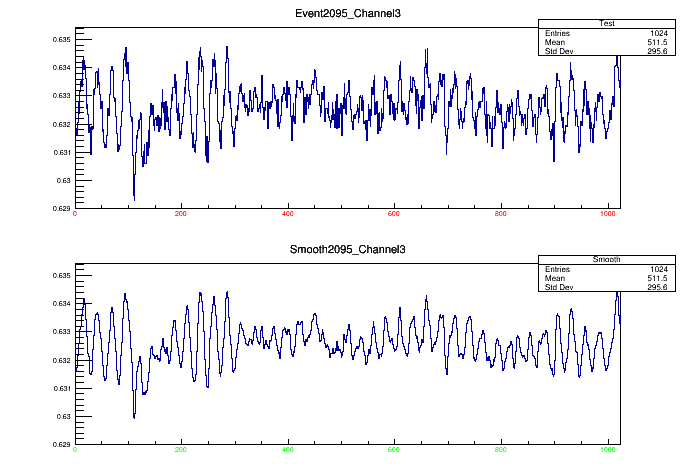 Event2095_Channel3
Test
Entries 1024
Mean 511.5
Std Dev 295.6
0.635
0.634
0.633
0.632
0.631
0.63
0.629
0 200 400 600 800 1000
Smooth2095_Channel3
Smooth
Entries 1024
Mean 511.5
Std Dev 295.6
0.635
0.634
0.633
0.632
0.631
0.63
0.629
0 200 400 600 800 1000